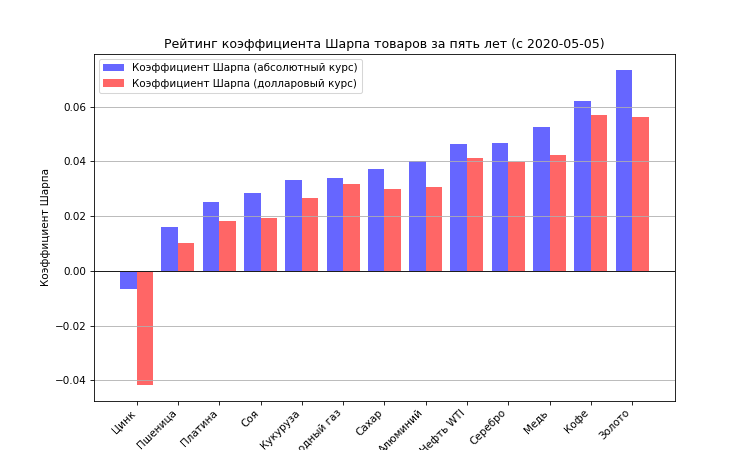 Рейтинг коэффициента Шарпа товаров за пять лет (с 2020-05-05)
Коэффициент Шарпа (абсолютный курс)
Коэффициент Шарпа (долларовый курс)
Коэффициент Шарпа
0.06
0.04
0.02
0.00
−0.02
−0.04
Цинк
Пшеница
Платина
Соя
Кукуруза
одный газ
Сахар
Алюминий
Нефть WTI
Серебро
Медь
Кофе
Золото